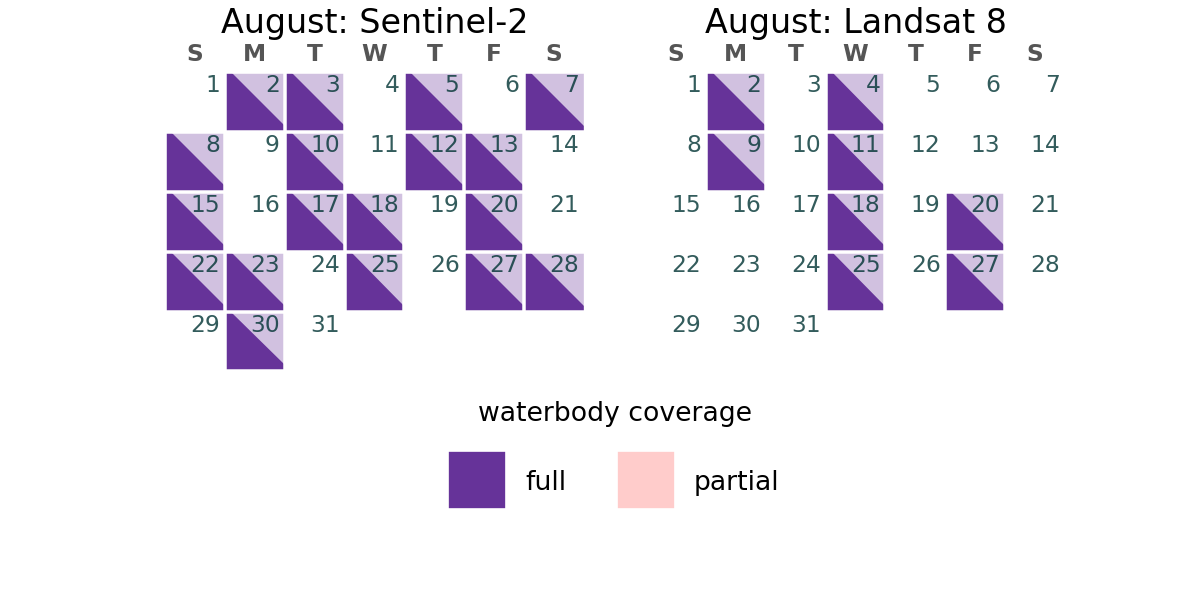 August: Sentinel-2
S M T W T F S
1 2 3 4 5 6 7
8 9 10 11 12 13 14
15 16 17 18 19 20 21
22 23 24 25 26 27 28
29 30 31
August: Landsat 8
S M T W T F S
1 2 3 4 5 6 7
8 9 10 11 12 13 14
15 16 17 18 19 20 21
22 23 24 25 26 27 28
29 30 31
waterbody coverage
full partial